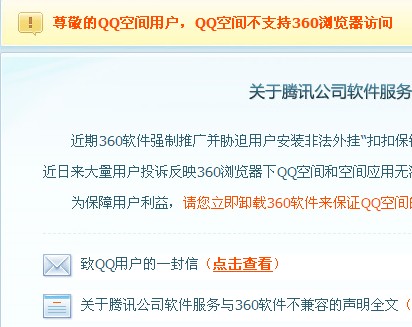 尊敬的QQ空间用户，QQ空间不支持360浏览器访问
关于腾讯公司软件服务
近期360软件强制推广并胁迫用户安装非法外挂“扣扣保
近日来大量用户投诉反映360浏览器下QQ空间和空间应用无
为保障用户利益，请您立即卸载360软件来保证QQ空间
致QQ用户的一封信（点击查看）
关于腾讯公司软件服务与360软件不兼容的声明全文（